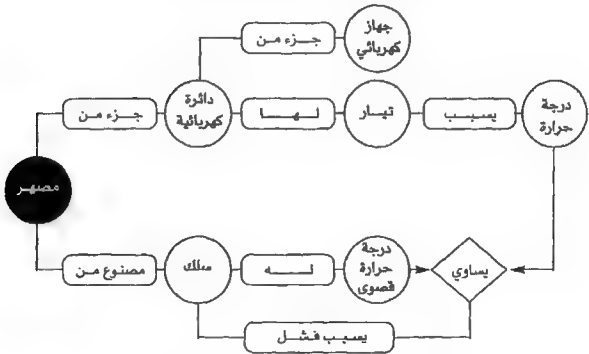 جهاز
كهربائي
جزء من
درجة
حرارة
يسبب
تيار
لها
دائرة
كهربائية
جزء من
مصهر
يساوي
درجة
حرارة
قصوى
له
سلك
مصنوع من
يسبب فشل